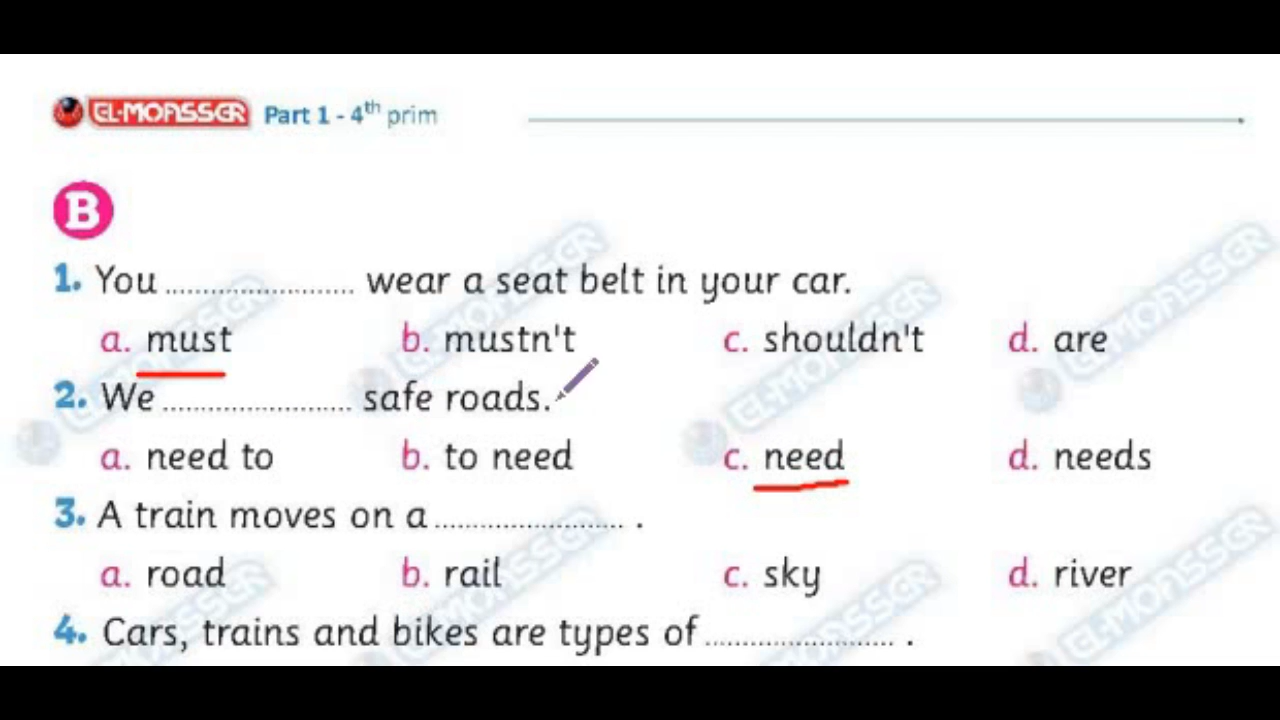 EL-MOASSER Part 1 - 4th prim
B
1. You ........................ wear a seat belt in your car.
a. must b. mustn't c. shouldn't d. are
2. We ........................ safe roads.
a. need to b. to need c. need d. needs
3. A train moves on a ........................ .
a. road b. rail c. sky d. river
4. Cars, trains and bikes are types of ........................ .